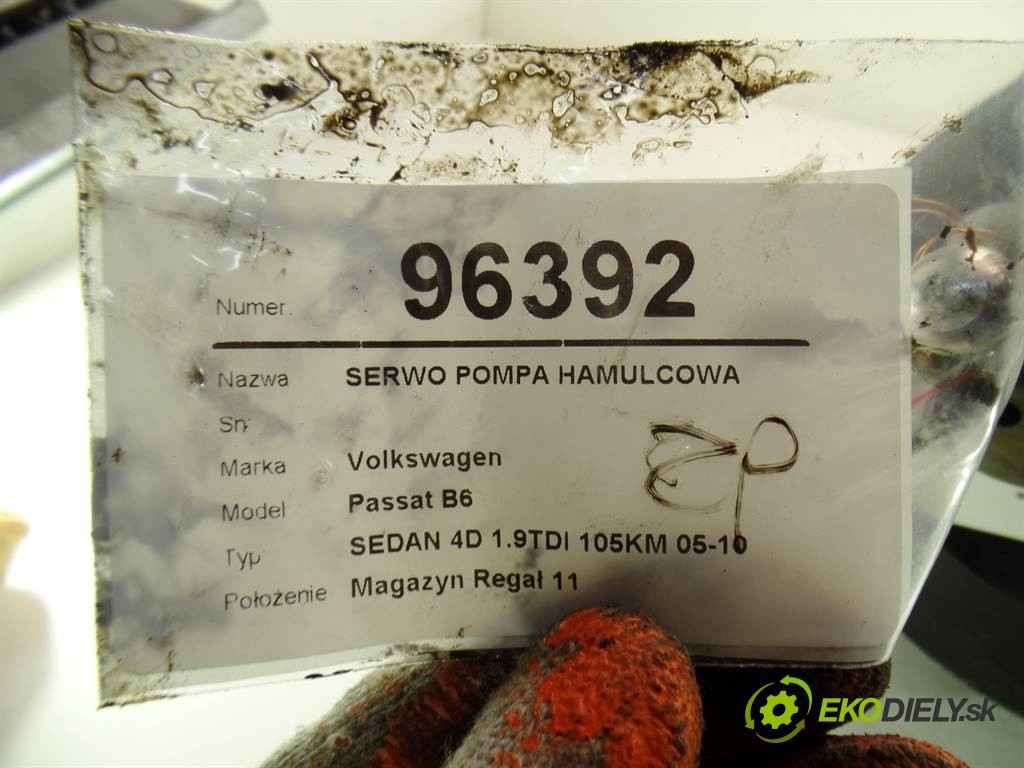 Numer 96392
Nazwa SERWO POMPA HAMULCOWA
Sn
Marka Volkswagen
Model Passat B6
Typ SEDAN 4D 1.9TDI 105KM 05-10
Położenie Magazyn Regał 11
EKODIELY.sk